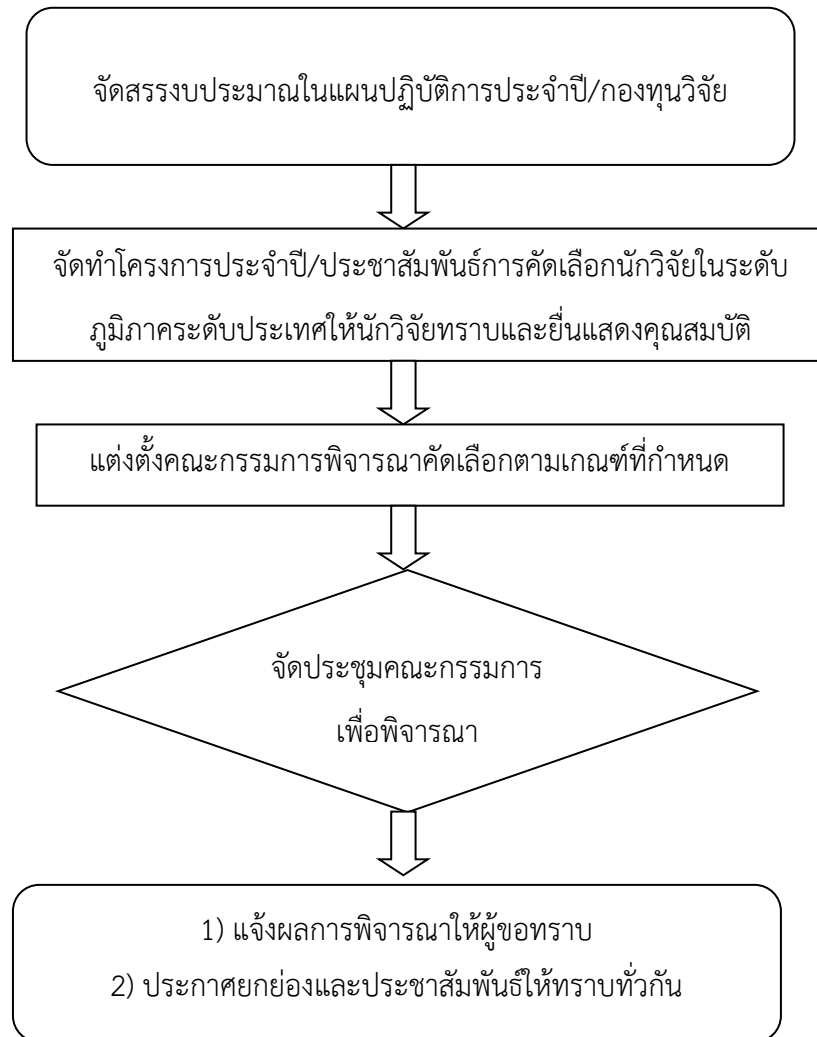 จัดสรรงบประมาณในแผนปฏิบัติการประจำปี/กองทุนวิจัย
จัดทำโครงการประจำปี/ประชาสัมพันธ์การคัดเลือกนักวิจัยในระดับ
ภูมิภาคระดับประเทศให้นักวิจัยทราบและยื่นแสดงคุณสมบัติ
แต่งตั้งคณะกรรมการพิจารณาคัดเลือกตามเกณฑ์ที่กำหนด
จัดประชุมคณะกรรมการ
เพื่อพิจารณา
1) แจ้งผลการพิจารณาให้ผู้ขอทราบ
2) ประกาศยกย่องและประชาสัมพันธ์ให้ทราบทั่วกัน